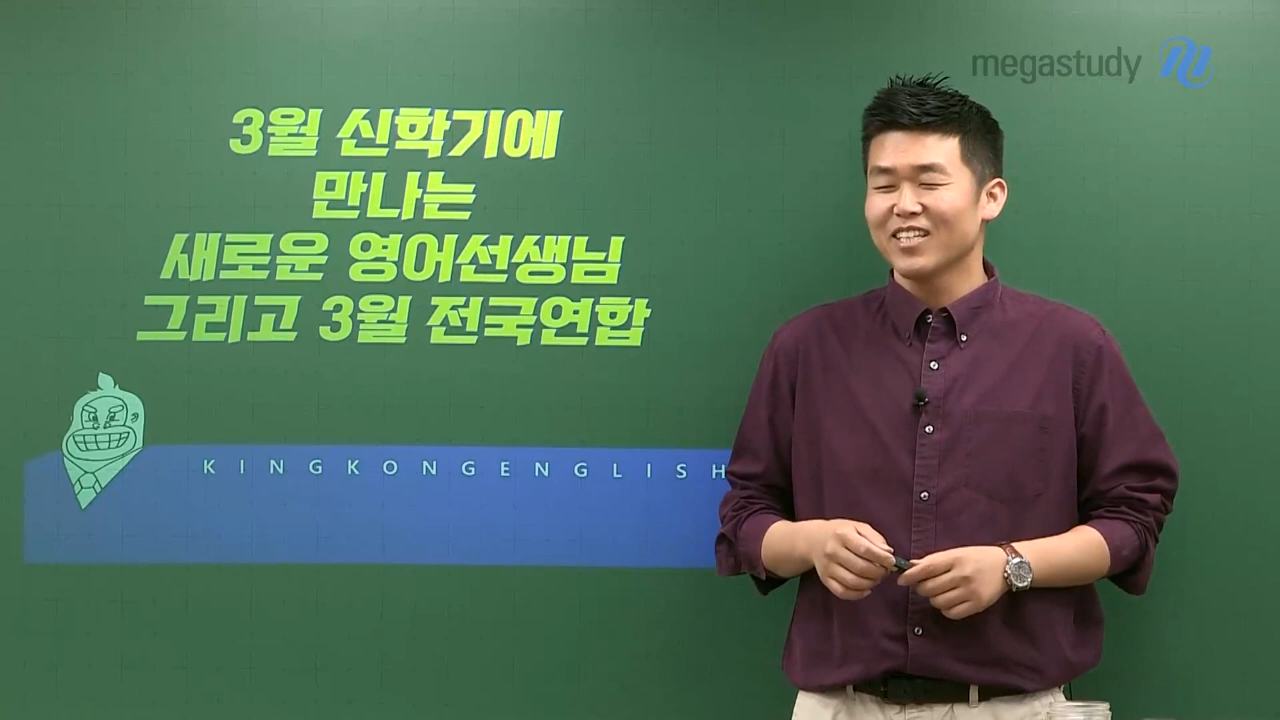 megastudy
3월 신학기에
만나는
새로운 영어선생님
그리고 3월 전국연합
KINGKONGENGLISH